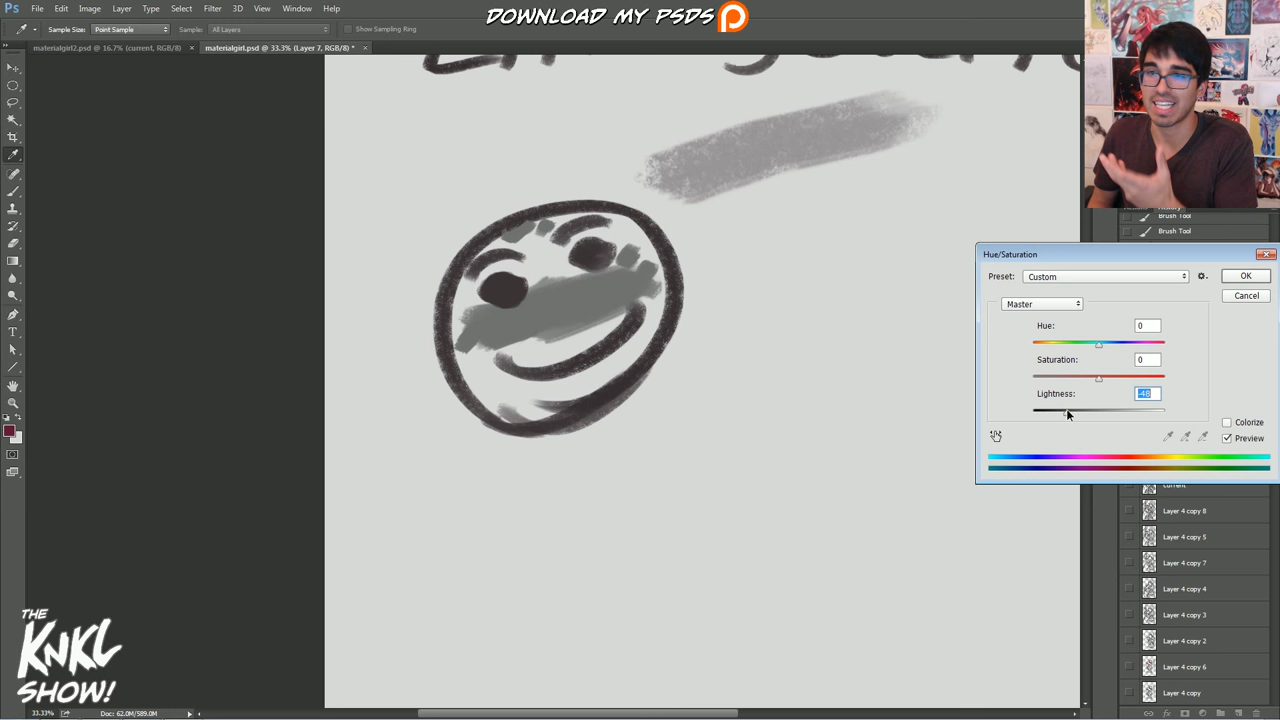 DOWNLOAD MY PSDS
Ps File Edit Image Layer Type Select Filter 3D View Window Help
Sample Size: Point Sample Sample: All Layers Show Sampling Ring
materialgirl2.psd @ 16.7% (current, RGB/8) × materialgirl.psd @ 33.3% (Layer 7, RGB/8) * ×
History
Brush Tool
Brush Tool
Hue/Saturation
Preset: Custom OK
Cancel
Master
Hue: 0
Saturation: 0
Lightness: -48
Colorize
Preview
current
Layer 4 copy 8
Layer 4 copy 5
Layer 4 copy 7
Layer 4 copy 4
Layer 4 copy 3
Layer 4 copy 2
Layer 4 copy 6
Layer 4 copy
THE
KNKL
SHOW!
33.33% Doc: 62.0M/589.0M